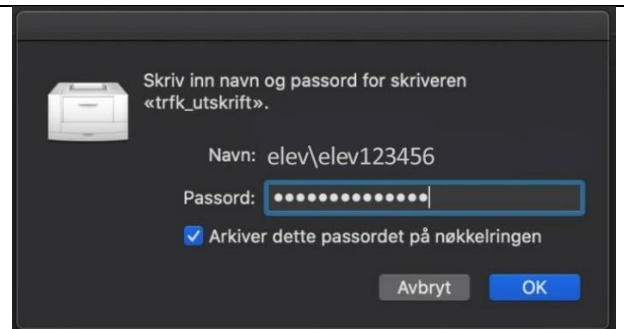 Skriv inn navn og passord for skriveren
«trfk_utskrift».
Navn: elev\elev123456
Passord: ••••••••••••••
Arkiver dette passordet på nøkkelringen
Avbryt OK